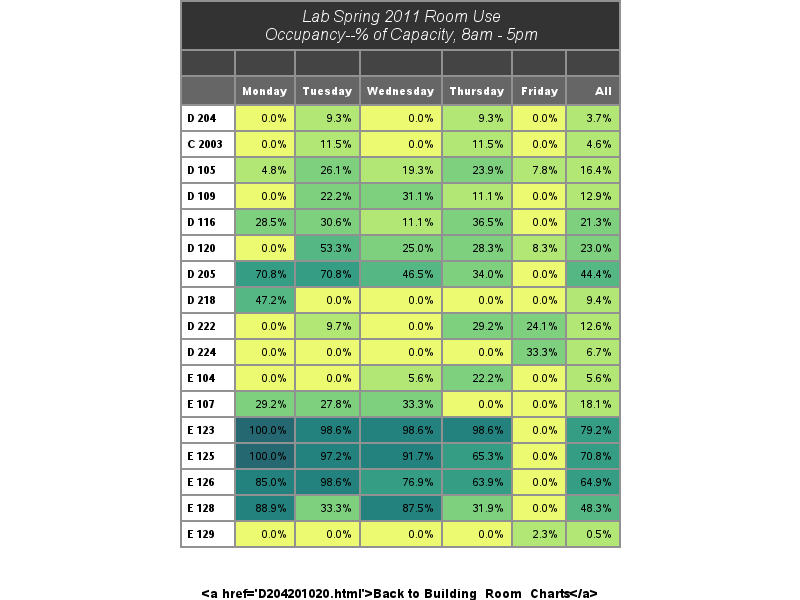 Lab Spring 2011 Room Use
Occupancy--% of Capacity, 8am - 5pm
Monday Tuesday Wednesday Thursday Friday All
D 204 0.0% 9.3% 0.0% 9.3% 0.0% 3.7%
C 2003 0.0% 11.5% 0.0% 11.5% 0.0% 4.6%
D 105 4.8% 26.1% 19.3% 23.9% 7.8% 16.4%
D 109 0.0% 22.2% 31.1% 11.1% 0.0% 12.9%
D 116 28.5% 30.6% 11.1% 36.5% 0.0% 21.3%
D 120 0.0% 53.3% 25.0% 28.3% 8.3% 23.0%
D 205 70.8% 70.8% 46.5% 34.0% 0.0% 44.4%
D 218 47.2% 0.0% 0.0% 0.0% 0.0% 9.4%
D 222 0.0% 9.7% 0.0% 29.2% 24.1% 12.6%
D 224 0.0% 0.0% 0.0% 0.0% 33.3% 6.7%
E 104 0.0% 0.0% 5.6% 22.2% 0.0% 5.6%
E 107 29.2% 27.8% 33.3% 0.0% 0.0% 18.1%
E 123 100.0% 98.6% 98.6% 98.6% 0.0% 79.2%
E 125 100.0% 97.2% 91.7% 65.3% 0.0% 70.8%
E 126 85.0% 98.6% 76.9% 63.9% 0.0% 64.9%
E 128 88.9% 33.3% 87.5% 31.9% 0.0% 48.3%
E 129 0.0% 0.0% 0.0% 0.0% 2.3% 0.5%
<a href='D204201020.html'>Back to Building_Room_Charts</a>